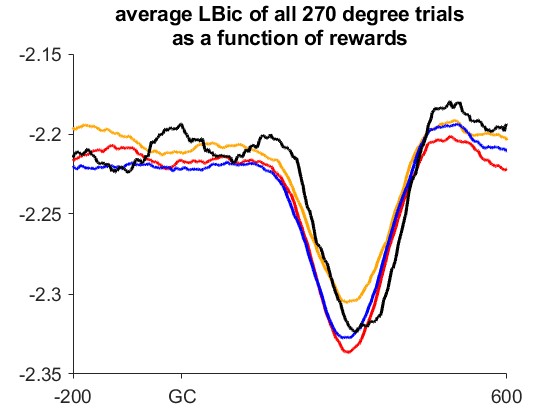 average LBic of all 270 degree trials
as a function of rewards
-2.15
-2.2
-2.25
-2.3
-2.35
-200 GC 600